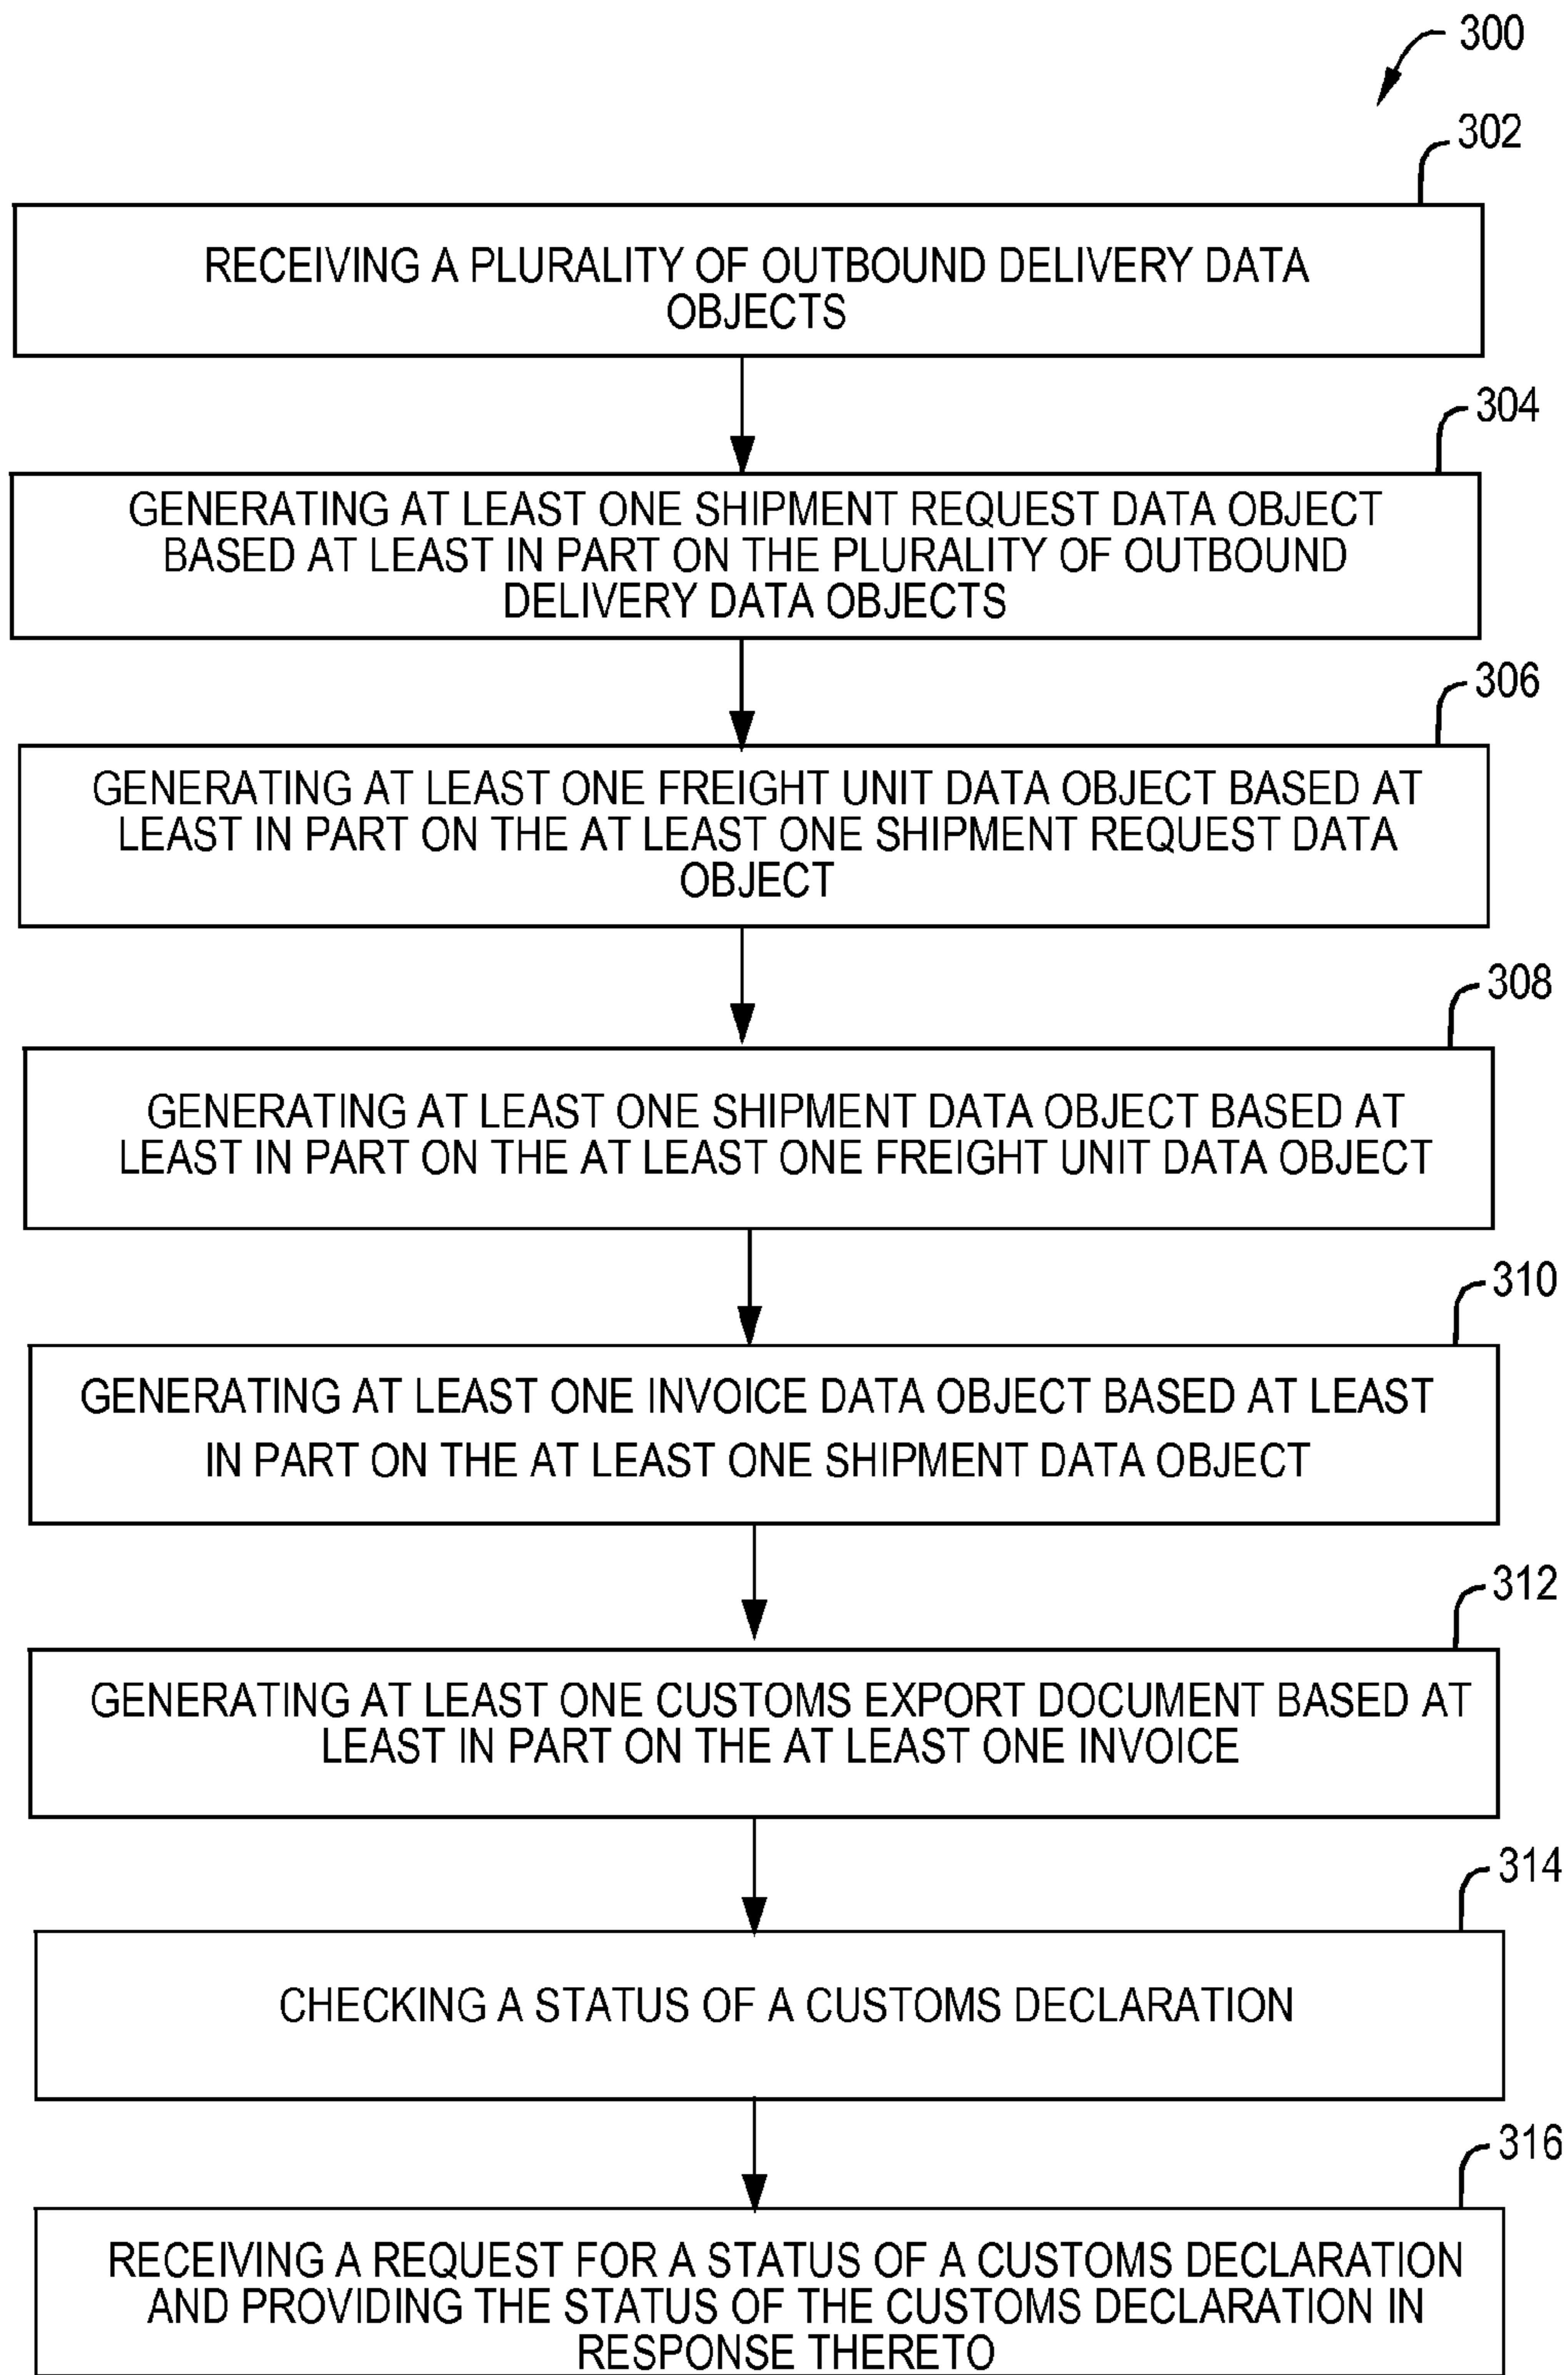 300
302
RECEIVING A PLURALITY OF OUTBOUND DELIVERY DATA
OBJECTS
304
GENERATING AT LEAST ONE SHIPMENT REQUEST DATA OBJECT
BASED AT LEAST IN PART ON THE PLURALITY OF OUTBOUND
DELIVERY DATA OBJECTS
306
GENERATING AT LEAST ONE FREIGHT UNIT DATA OBJECT BASED AT
LEAST IN PART ON THE AT LEAST ONE SHIPMENT REQUEST DATA
OBJECT
308
GENERATING AT LEAST ONE SHIPMENT DATA OBJECT BASED AT
LEAST IN PART ON THE AT LEAST ONE FREIGHT UNIT DATA OBJECT
310
GENERATING AT LEAST ONE INVOICE DATA OBJECT BASED AT LEAST
IN PART ON THE AT LEAST ONE SHIPMENT DATA OBJECT
312
GENERATING AT LEAST ONE CUSTOMS EXPORT DOCUMENT BASED AT
LEAST IN PART ON THE AT LEAST ONE INVOICE
314
CHECKING A STATUS OF A CUSTOMS DECLARATION
316
RECEIVING A REQUEST FOR A STATUS OF A CUSTOMS DECLARATION
AND PROVIDING THE STATUS OF THE CUSTOMS DECLARATION IN
RESPONSE THERETO